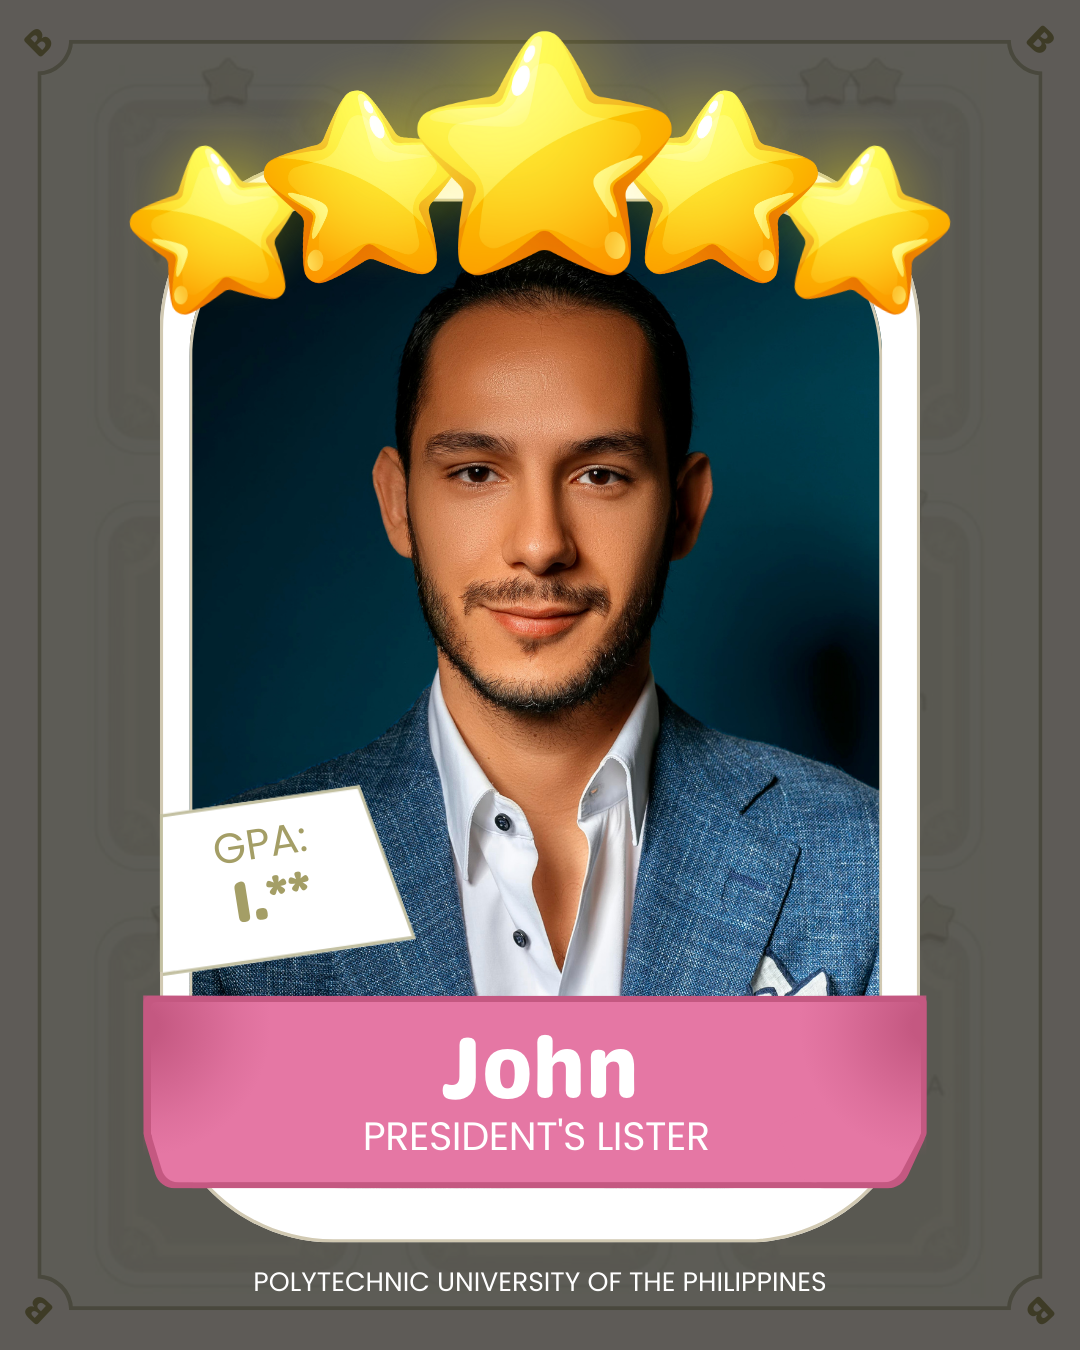 B
B
GPA:
1.**
John
PRESIDENT'S LISTER
A
POLYTECHNIC UNIVERSITY OF THE PHILIPPINES
B
B